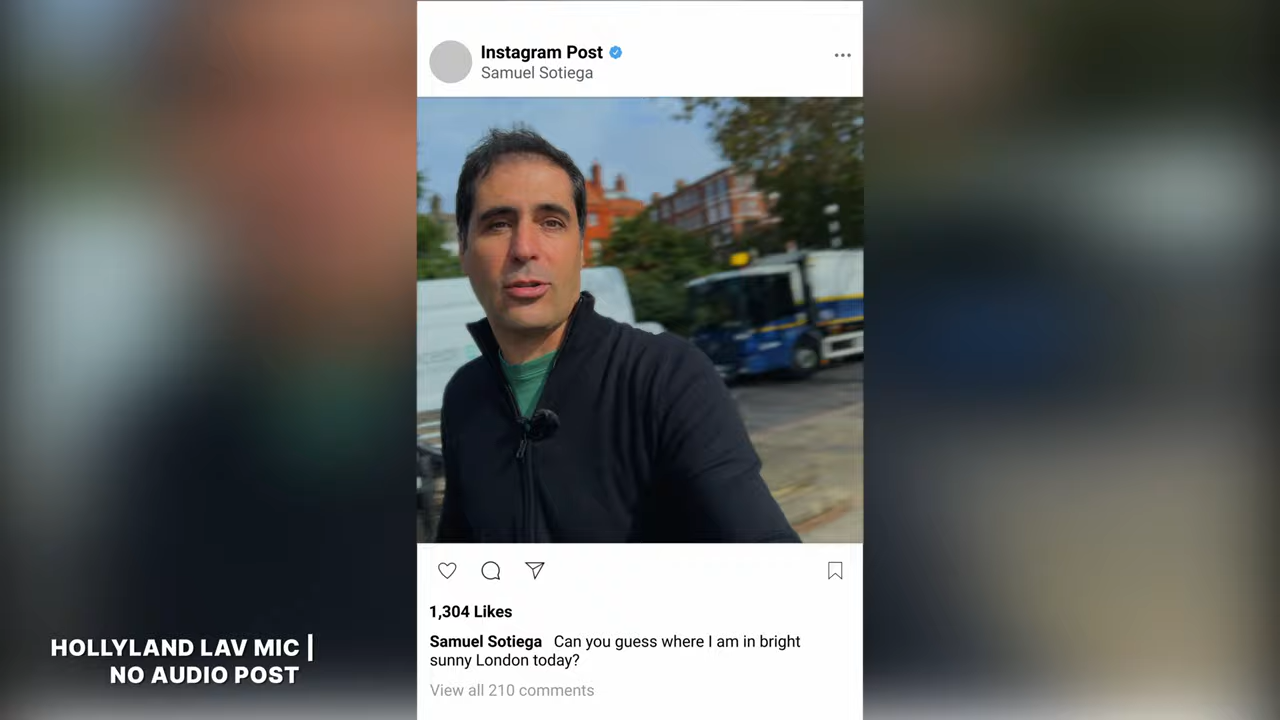 Instagram Post
Samuel Sotiega
1,304 Likes
Samuel Sotiega Can you guess where I am in bright
sunny London today?
View all 210 comments
HOLLYLAND LAV MIC |
NO AUDIO POST